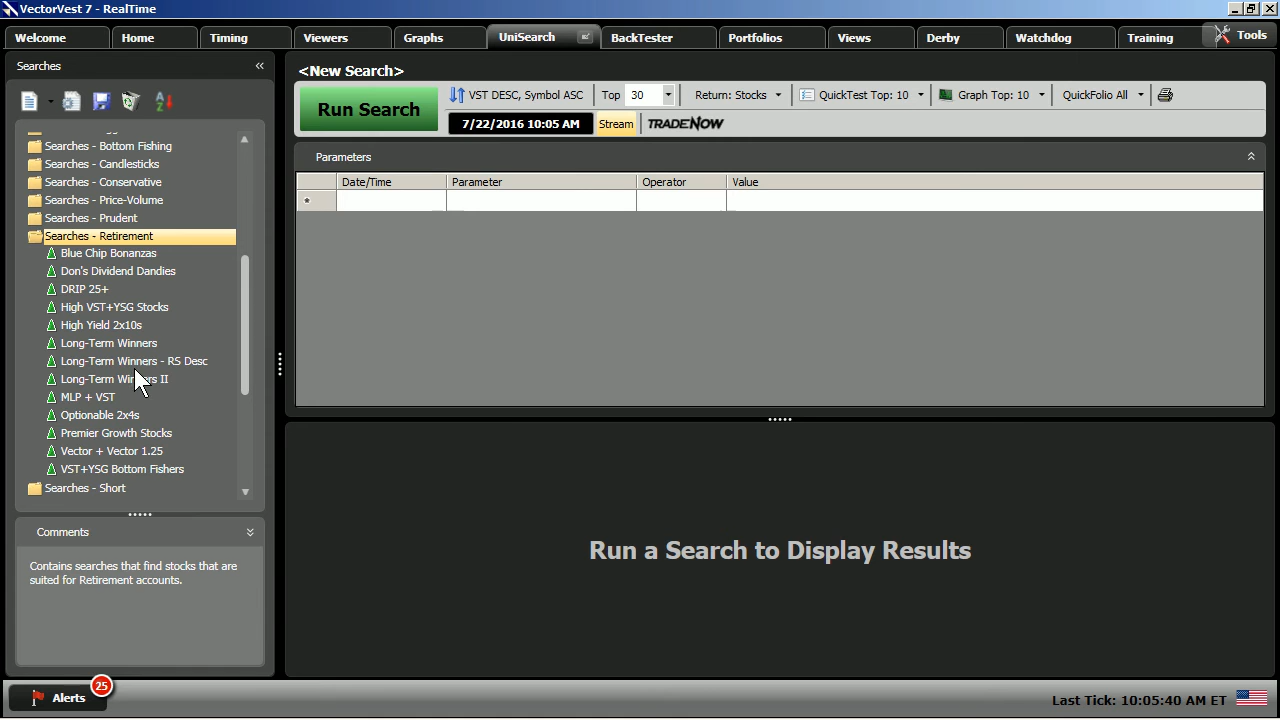 VectorVest 7 - RealTime
Welcome Home Timing Viewers Graphs UniSearch BackTester Portfolios Views Derby Watchdog Training Tools
Searches «
<New Search>
Run Search
VST DESC, Symbol ASC Top 30 Return: Stocks QuickTest Top: 10 Graph Top: 10 QuickFolio All
7/22/2016 10:05 AM Stream TRADENOW
Parameters
Date/Time Parameter Operator Value
*
Searches - Bottom Fishing
Searches - Candlesticks
Searches - Conservative
Searches - Price-Volume
Searches - Prudent
Searches - Retirement
Blue Chip Bonanzas
Don's Dividend Dandies
DRIP 25+
High VST+YSG Stocks
High Yield 2x10s
Long-Term Winners
Long-Term Winners - RS Desc
Long-Term Winners II
MLP + VST
Optionable 2x4s
Premier Growth Stocks
Vector + Vector 1.25
VST+YSG Bottom Fishers
Searches - Short
Comments
Contains searches that find stocks that are
suited for Retirement accounts.
Run a Search to Display Results
Alerts 25
Last Tick: 10:05:40 AM ET